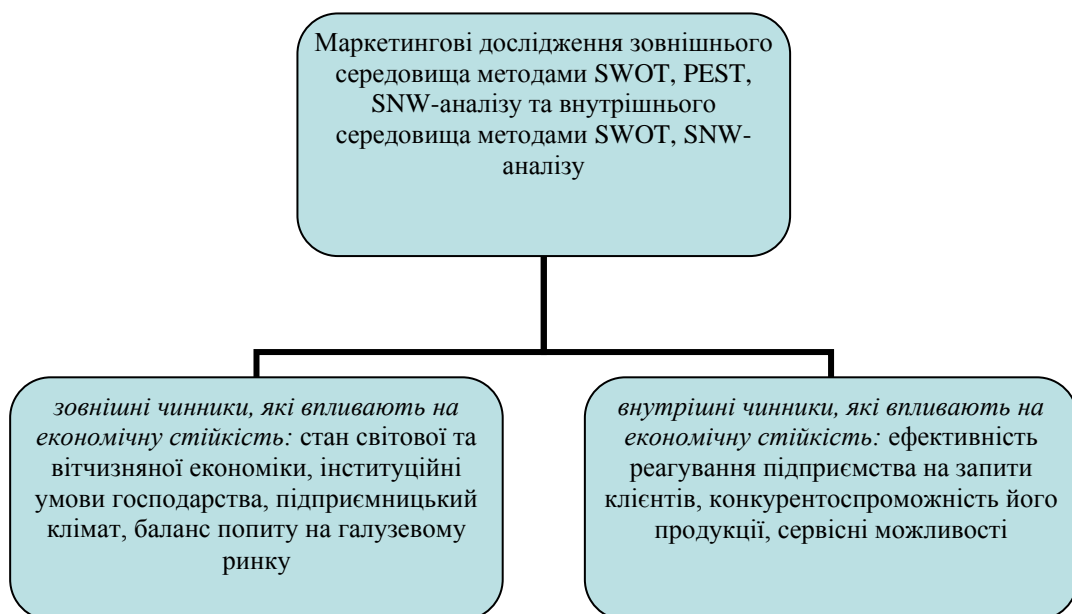 Маркетингові дослідження зовнішнього
середовища методами SWOT, PEST,
SNW-аналізу та внутрішнього
середовища методами SWOT, SNW-
аналізу
зовнішні чинники, які впливають на
економічну стійкість: стан світової та
вітчизняної економіки, інституційні
умови господарства, підприємницький
клімат, баланс попиту на галузевому
ринку
внутрішні чинники, які впливають на
економічну стійкість: ефективність
реагування підприємства на запити
клієнтів, конкурентоспроможність його
продукції, сервісні можливості